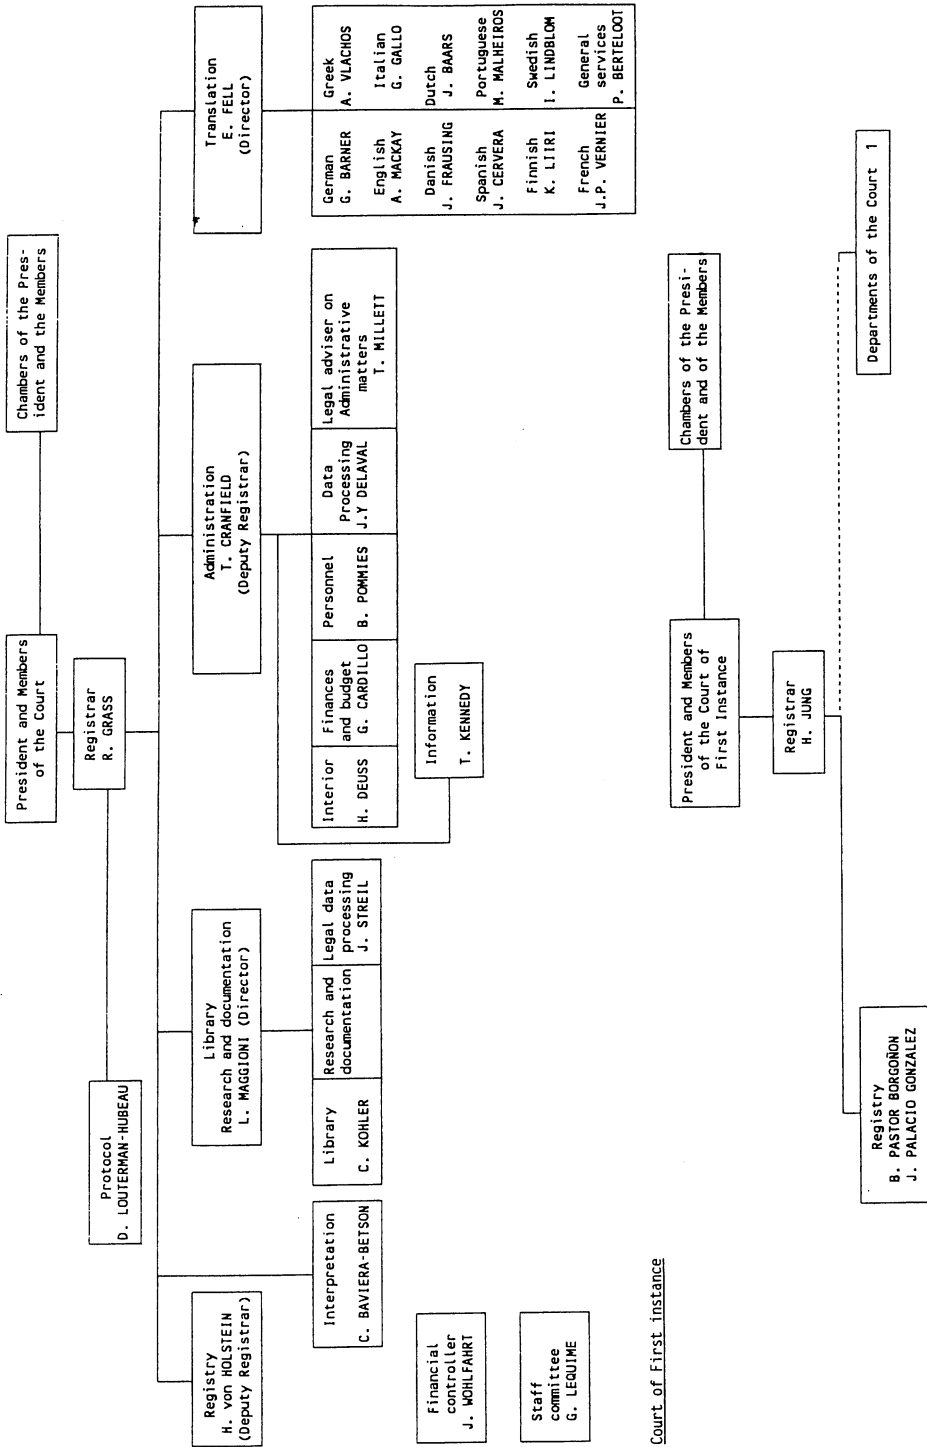 President and Members
of the Court
Chambers of the Pres-
ident and the Members
Registrar
R. GRASS
Protocol
D. LOUTERMAN-HUBEAU
Registry
H. von HOLSTEIN
(Deputy Registrar)
Library
Research and documentation
L. MAGGIONI (Director)
Administration
T. CRANFIELD
(Deputy Registrar)
Translation
E. FELL
(Director)
Interpretation
C. BAVIERA-BETSON
Library
C. KOHLER
Research and
documentation
Legal data
processing
J. STREIL
Interior
H. DEUSS
Finances
and budget
G. CARDILLO
Personnel
B. POMMIES
Data
Processing
J.Y DELAVAL
Legal adviser on
Administrative
matters
T. MILLETT
German
G. BARNER
Greek
A. VLACHOS
English
A. MACKAY
Italian
G. GALLO
Danish
J. FRAUSING
Dutch
J. BAARS
Spanish
J. CERVERA
Portuguese
M. MALHEIROS
Finnish
K. LIIRI
Swedish
I. LINDBLOM
French
J.P. VERNIER
General
services
P. BERTELOOT
Information
T. KENNEDY
Financial
controller
J. WOHLFAHRT
Staff
committee
G. LEQUIME
Court of First instance
President and Members
of the Court of
First Instance
Chambers of the Presi-
dent and of the Members
Registrar
H. JUNG
Registry
B. PASTOR BORGOÑON
J. PALACIO GONZALEZ
Departments of the Court 1